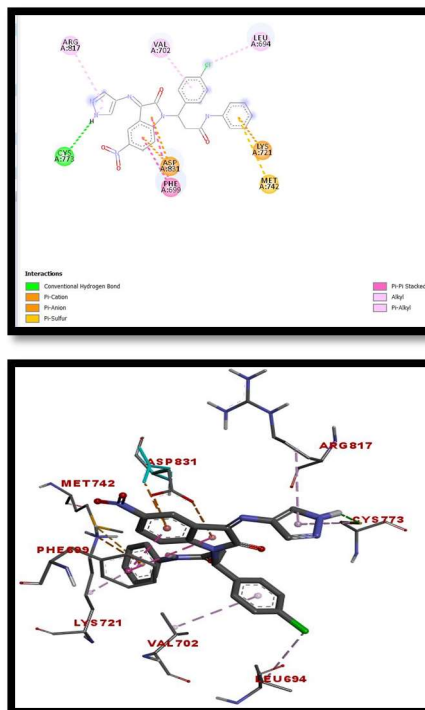 ARG
A:817
VAL
A:702
LEU
A:694
Cl
N
N
H
N
O
N
O
N
CYS
A:773
ASP
A:831
PHE
A:699
LYS
A:721
MET
A:742
Interactions
Conventional Hydrogen Bond
Pi-Cation
Pi-Anion
Pi-Sulfur
Pi-Pi Stacked
Alkyl
Pi-Alkyl
ARG817
ASP831
MET742
CYS773
PHE699
LYS721
VAL702
LEU694